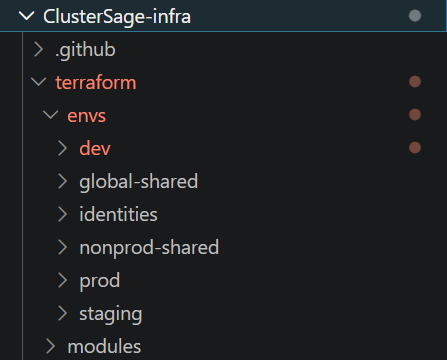 ClusterSage-infra
.github
terraform
envs
dev
global-shared
identities
nonprod-shared
prod
staging
modules